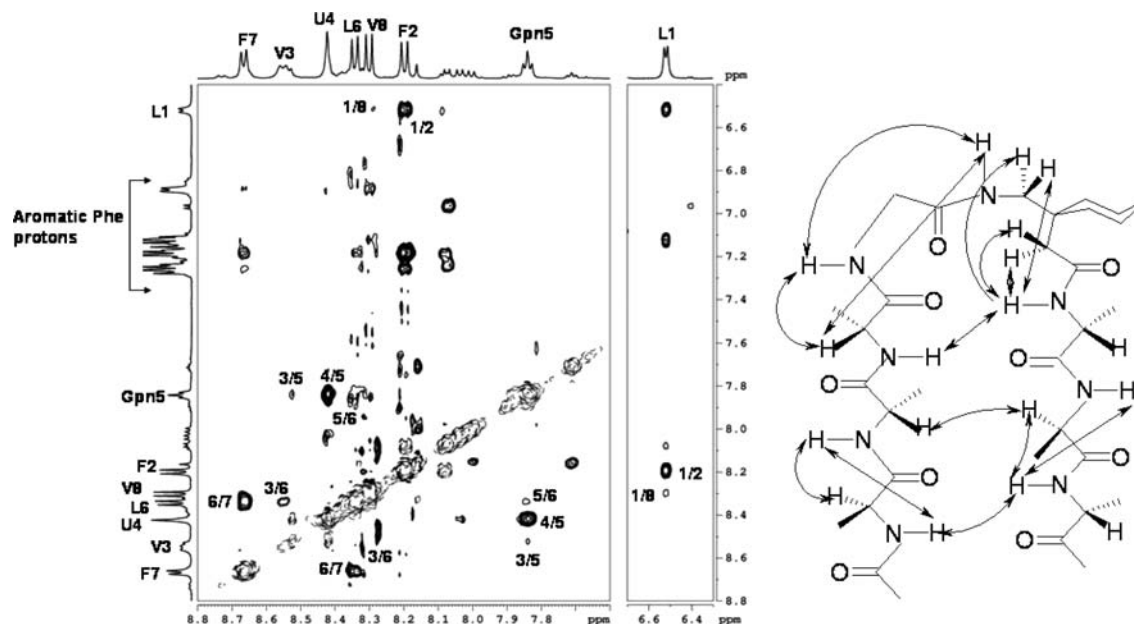 U4
L6 V8
F7 V3 F2 Gpn5 L1
ppm
L1 1/8 1/2 6.6
6.8
Aromatic Phe
protons
7.0
7.2
7.4
7.6
Gpn5 3/5 4/5 5/6 7.8
8.0
F2 1/2 8.2
V8 6/7 3/6 5/6 1/8
L6
U4 4/5 8.4
V3 3/6 3/5
F7 6/7 8.6
8.8
8.8 8.7 8.6 8.5 8.4 8.3 8.2 8.1 8.0 7.9 ppm 6.6 6.4 ppm
H H H
N
O H
H N H O
H N
O
H N H H
O O
N H
H N H H
O O
H H N
N H H
O O